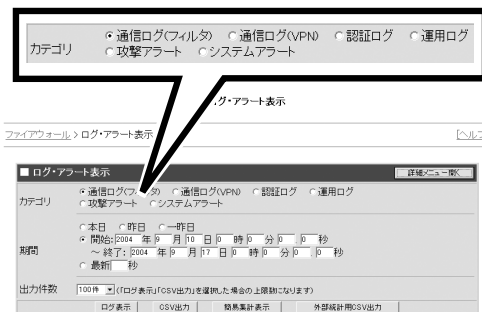 カテゴリ
通信ログ(フィルタ) 通信ログ(VPN) 認証ログ 運用ログ
攻撃アラート システムアラート
グ・アラート表示
ファイアウォール > ログ・アラート表示
[ヘルプ
■ ログ・アラート表示 詳細メニュー開く
カテゴリ
通信ログ(フ タ) 通信ログ(VPN) 認証ログ 運用ログ
攻撃アラート システムアラート
期間
本日 昨日 一昨日
開始: 2004 年 9 月 10 日 0 時 0 分 0 . 0 秒
~ 終了: 2004 年 9 月 17 日 0 時 0 分 0 . 0 秒
最新 秒
出力件数 100件 (「ログ表示」「CSV出力」を選択した場合の上限数になります)
ログ表示 CSV出力 簡易集計表示 外部統計用CSV出力